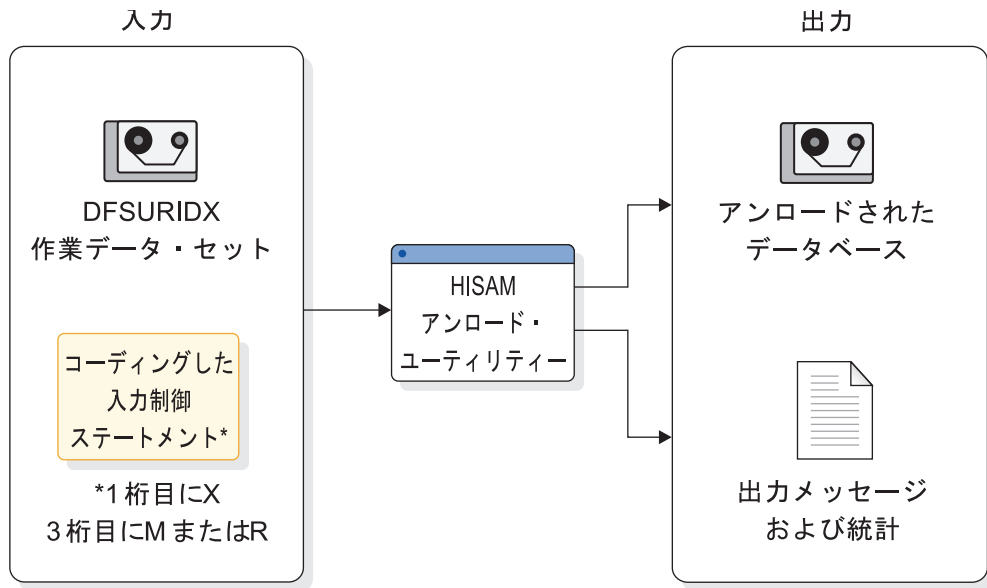 入力
DFSURIDX
作業データ・セット
コーディングした
入力制御
ステートメント*
*1桁目にX
3桁目にMまたはR
HISAM
アンロード・
ユーティリティー
出力
アンロードされた
データベース
出力メッセージ
および統計